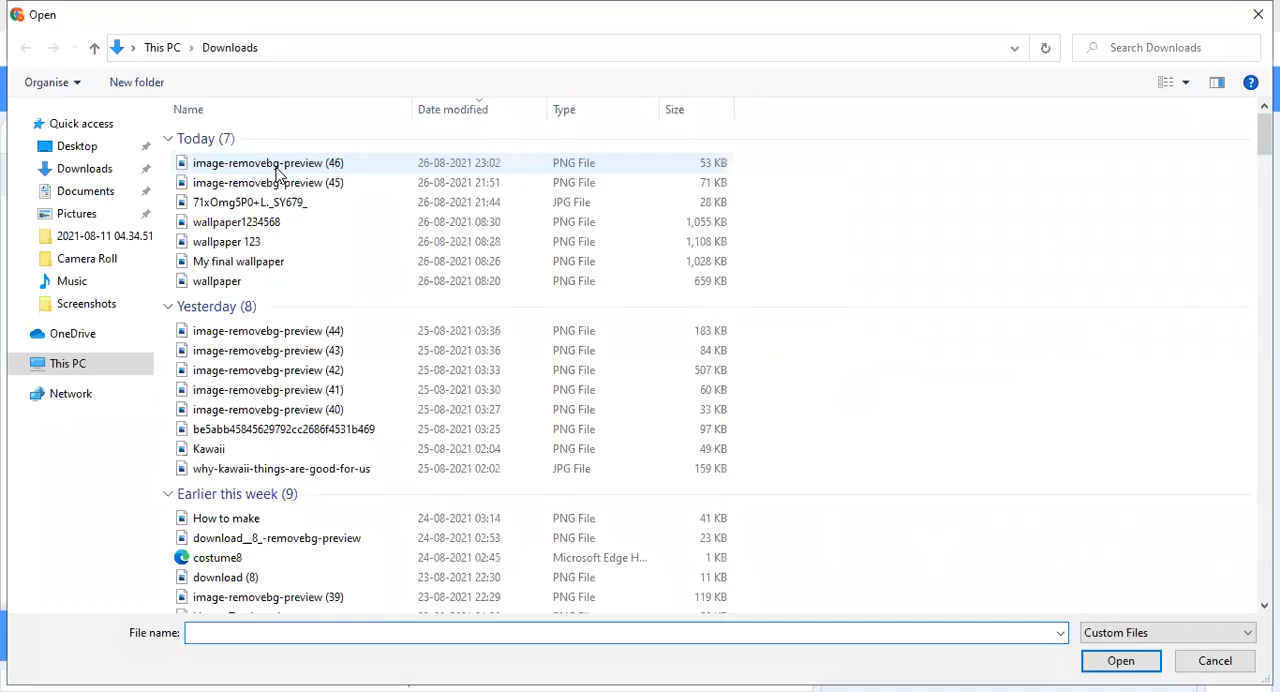 Open
This PC > Downloads
Search Downloads
Organise
New folder
Name Date modified Type Size
Quick access
Desktop
Downloads
Documents
Pictures
2021-08-11 04.34.51
Camera Roll
Music
Screenshots
OneDrive
This PC
Network
Today (7)
image-removebg-preview (46) 26-08-2021 23:02 PNG File 53 KB
image-removebg-preview (45) 26-08-2021 21:51 PNG File 71 KB
71xOmg5P0+L._SY679_ 26-08-2021 21:44 JPG File 28 KB
wallpaper1234568 26-08-2021 08:30 PNG File 1,055 KB
wallpaper 123 26-08-2021 08:28 PNG File 1,108 KB
My final wallpaper 26-08-2021 08:26 PNG File 1,028 KB
wallpaper 26-08-2021 08:20 PNG File 659 KB
Yesterday (8)
image-removebg-preview (44) 25-08-2021 03:36 PNG File 183 KB
image-removebg-preview (43) 25-08-2021 03:36 PNG File 84 KB
image-removebg-preview (42) 25-08-2021 03:33 PNG File 507 KB
image-removebg-preview (41) 25-08-2021 03:30 PNG File 60 KB
image-removebg-preview (40) 25-08-2021 03:27 PNG File 33 KB
be5abb45845629792cc2686f4531b469 25-08-2021 03:25 PNG File 97 KB
Kawaii 25-08-2021 02:04 PNG File 49 KB
why-kawaii-things-are-good-for-us 25-08-2021 02:02 JPG File 159 KB
Earlier this week (9)
How to make 24-08-2021 03:14 PNG File 41 KB
download__8_-removebg-preview 24-08-2021 02:53 PNG File 23 KB
costume8 24-08-2021 02:45 Microsoft Edge H... 1 KB
download (8) 23-08-2021 22:30 PNG File 11 KB
image-removebg-preview (39) 23-08-2021 22:29 PNG File 119 KB
File name:
Custom Files
Open
Cancel